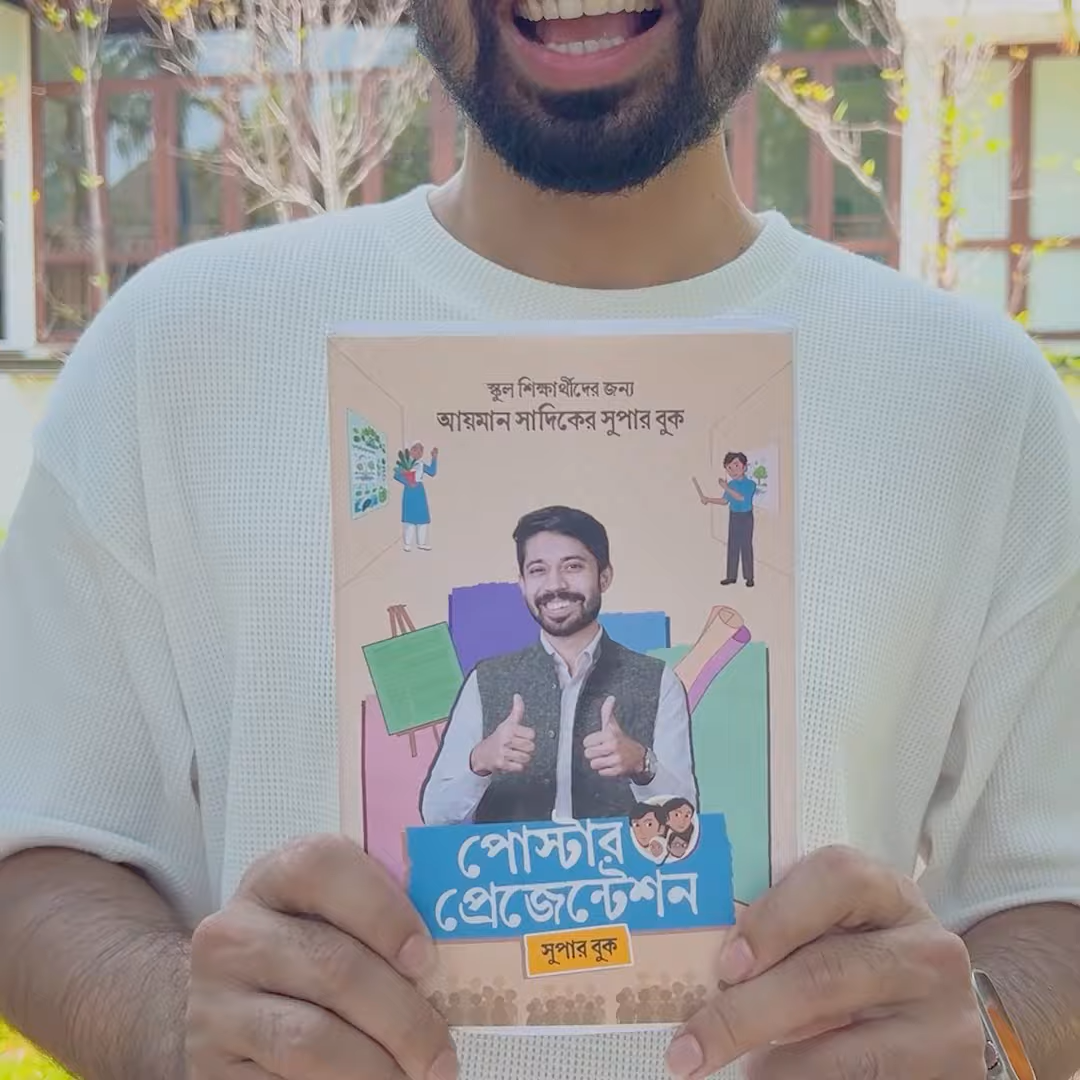 স্কুল শিক্ষার্থীদের জন্য
আয়মান সাদিকের সুপার বুক
পোস্টার
প্রেজেন্টেশন
সুপার বুক